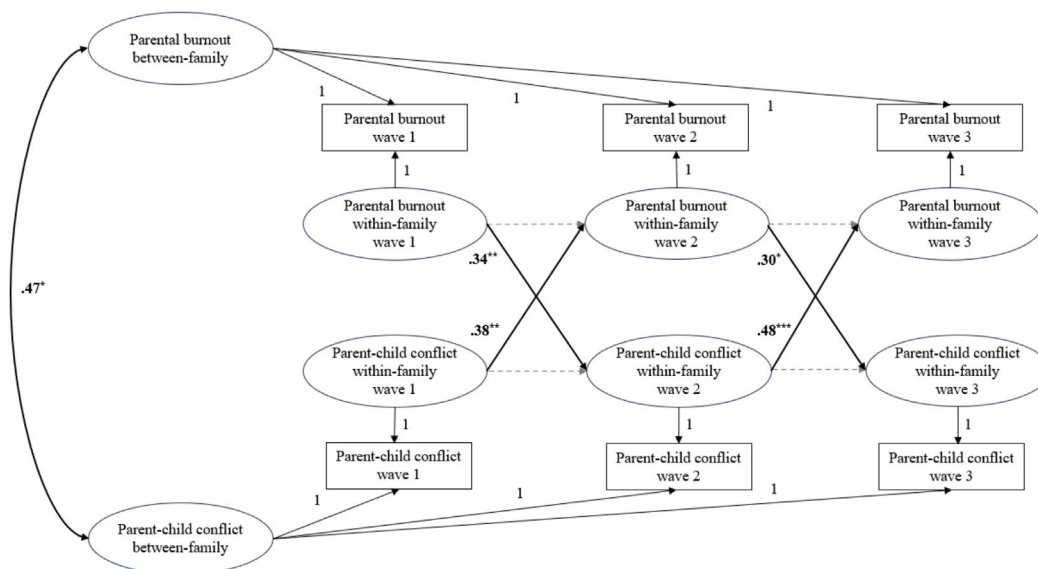 Parental burnout
between-family
1
1
1
Parental burnout
wave 1
Parental burnout
wave 2
Parental burnout
wave 3
1
1
1
Parental burnout
within-family
wave 1
Parental burnout
within-family
wave 2
Parental burnout
within-family
wave 3
.34**
.30*
.47*
.38**
.48***
Parent-child conflict
within-family
wave 1
Parent-child conflict
within-family
wave 2
Parent-child conflict
within-family
wave 3
1
1
1
Parent-child conflict
wave 1
Parent-child conflict
wave 2
Parent-child conflict
wave 3
1
1
1
Parent-child conflict
between-family